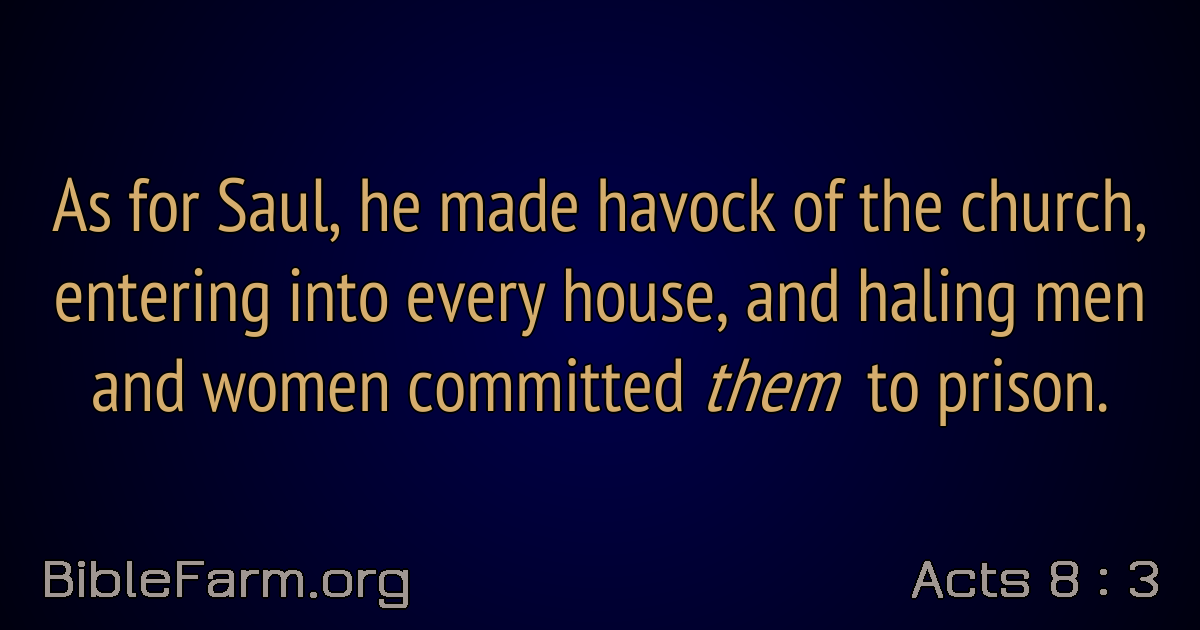 As for Saul, he made havock of the church,
entering into every house, and haling men
and women committed them to prison.
BibleFarm.org
Acts 8 : 3